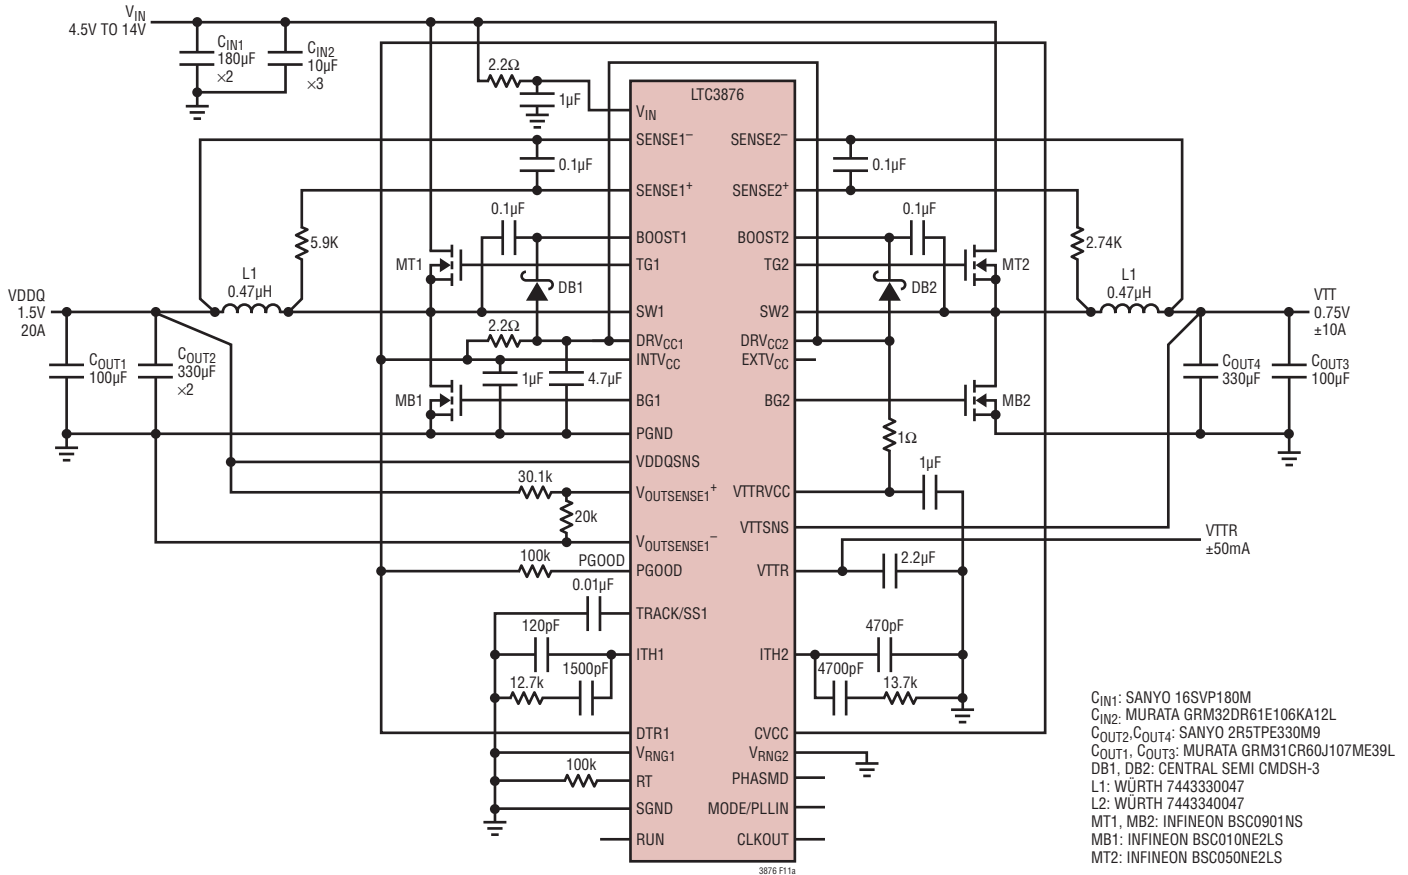 VIN
4.5V TO 14V
CIN1
180µF
×2
CIN2
10µF
×3
2.2Ω
1µF
LTC3876
VIN
SENSE1–
SENSE2–
0.1µF
0.1µF
SENSE1+
SENSE2+
0.1µF
0.1µF
5.9K
2.74K
BOOST1
BOOST2
MT1
TG1
TG2
MT2
L1
0.47µH
DB1
DB2
L1
0.47µH
VDDQ
1.5V
20A
VTT
0.75V
±10A
SW1
SW2
2.2Ω
DRVCC1
DRVCC2
INTVCC
EXTVCC
COUT1
100µF
COUT2
330µF
×2
1µF
4.7µF
COUT4
330µF
COUT3
100µF
MB1
BG1
BG2
MB2
PGND
1Ω
VDDQSNS
1µF
30.1k
VOUTSENSE1+
VTTRVCC
20k
VTTSNS
VTTR
±50mA
VOUTSENSE1–
100k
PGOOD
PGOOD
VTTR
2.2µF
0.01µF
TRACK/SS1
120pF
470pF
ITH1
ITH2
1500pF
4700pF
12.7k
13.7k
DTR1
CVCC
VRNG1
VRNG2
100k
RT
PHASMD
SGND
MODE/PLLIN
RUN
CLKOUT
3876 F11a
CIN1: SANYO 16SVP180M
CIN2: MURATA GRM32DR61E106KA12L
COUT2,COUT4: SANYO 2R5TPE330M9
COUT1, COUT3: MURATA GRM31CR60J107ME39L
DB1, DB2: CENTRAL SEMI CMDSH-3
L1: WÜRTH 7443330047
L2: WÜRTH 7443340047
MT1, MB2: INFINEON BSC0901NS
MB1: INFINEON BSC010NE2LS
MT2: INFINEON BSC050NE2LS